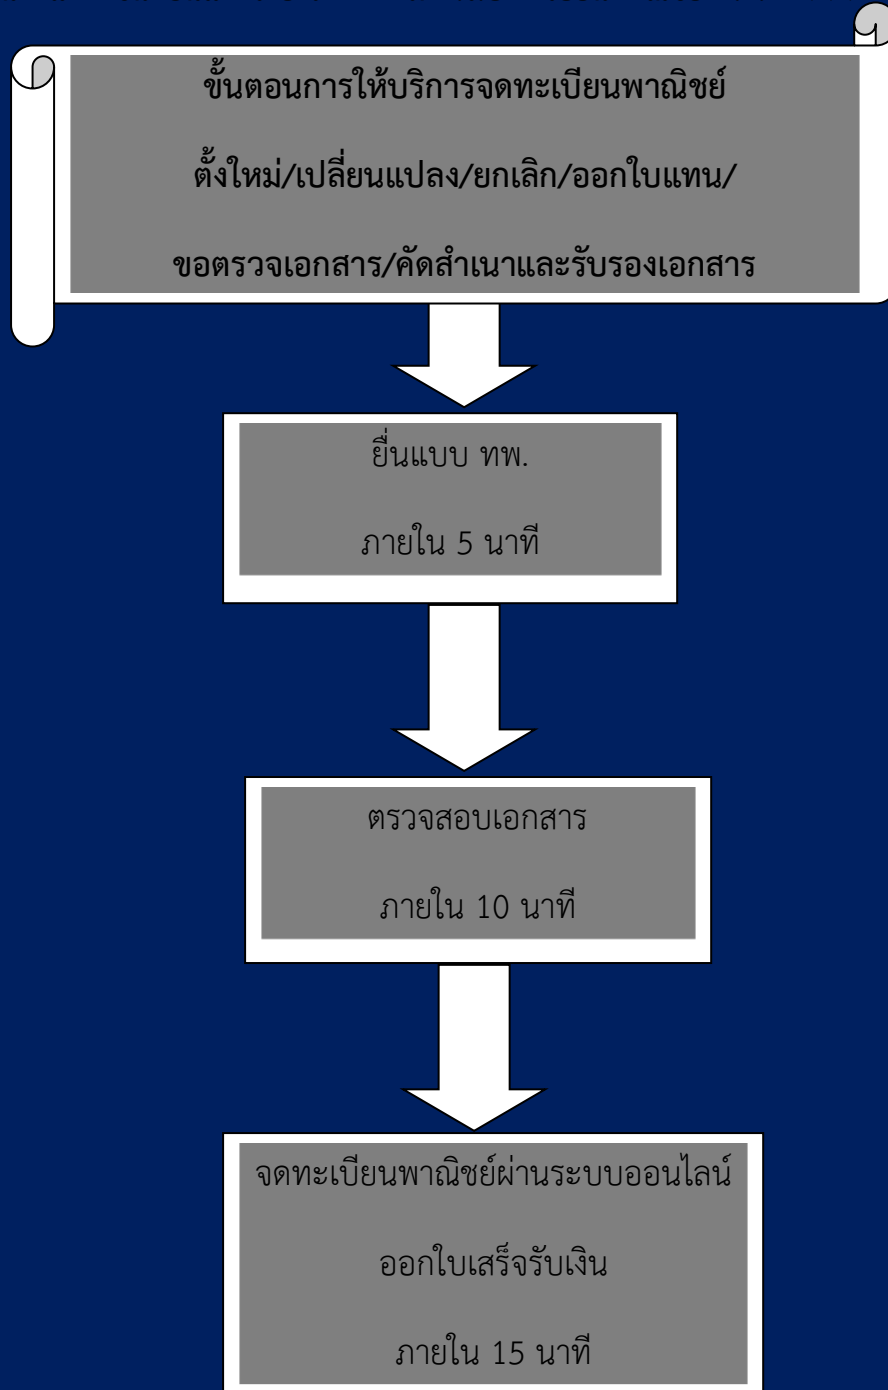 ขั้นตอนการให้บริการจดทะเบียนพาณิชย์
ตั้งใหม่/เปลี่ยนแปลง/ยกเลิก/ออกใบแทน/
ขอตรวจเอกสาร/คัดสำเนาและรับรองเอกสาร
ยื่นแบบ ทพ.
ภายใน 5 นาที
ตรวจสอบเอกสาร
ภายใน 10 นาที
จดทะเบียนพาณิชย์ผ่านระบบออนไลน์
ออกใบเสร็จรับเงิน
ภายใน 15 นาที